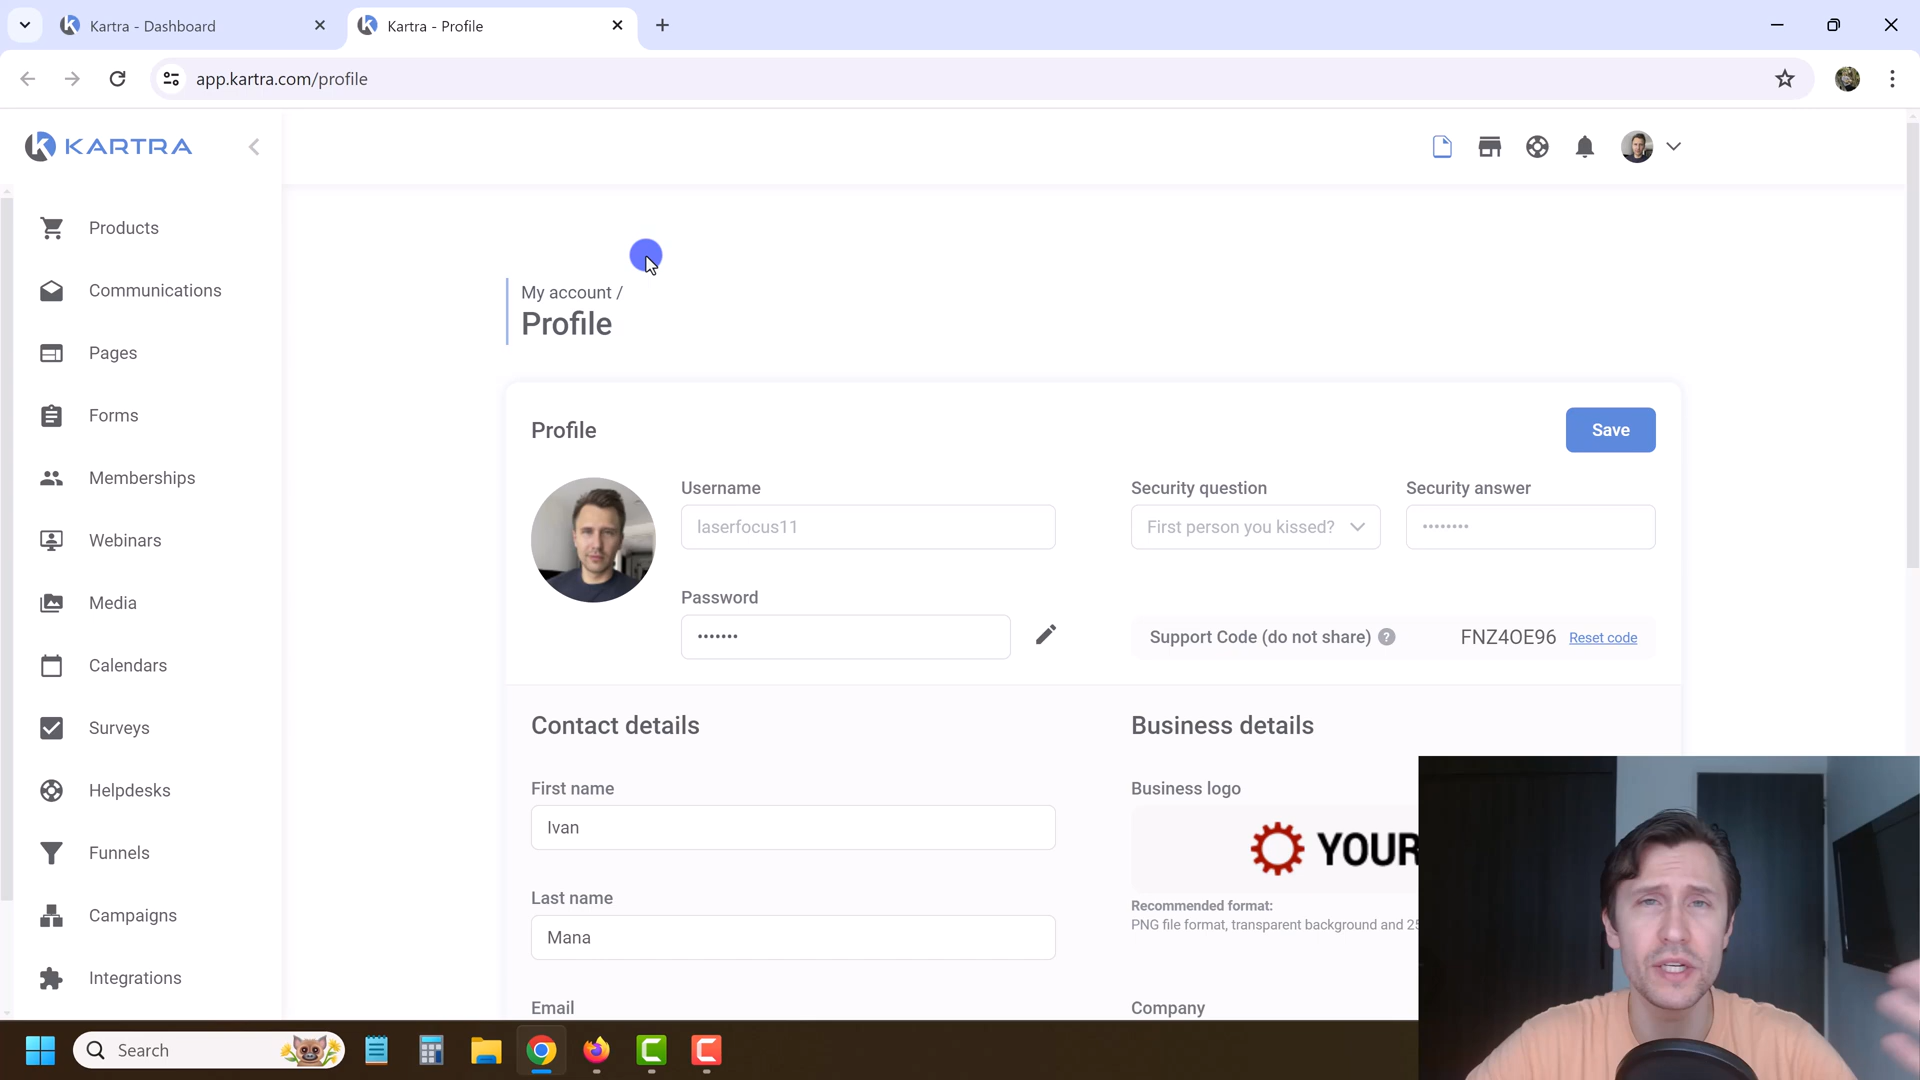 Kartra - Dashboard
Kartra - Profile
app.kartra.com/profile
KARTRA
Products
Communications
Pages
Forms
Memberships
Webinars
Media
Calendars
Surveys
Helpdesks
Funnels
Campaigns
Integrations
My account /
Profile
Profile
Save
Username
laserfocus11
Security question
First person you kissed?
Security answer
••••••••
Password
•••••••
Support Code (do not share) ?
FNZ4OE96 Reset code
Contact details
Business details
First name
Ivan
Business logo
YOUR
Last name
Mana
Recommended format:
PNG file format, transparent background and 25
Email
Company
Search